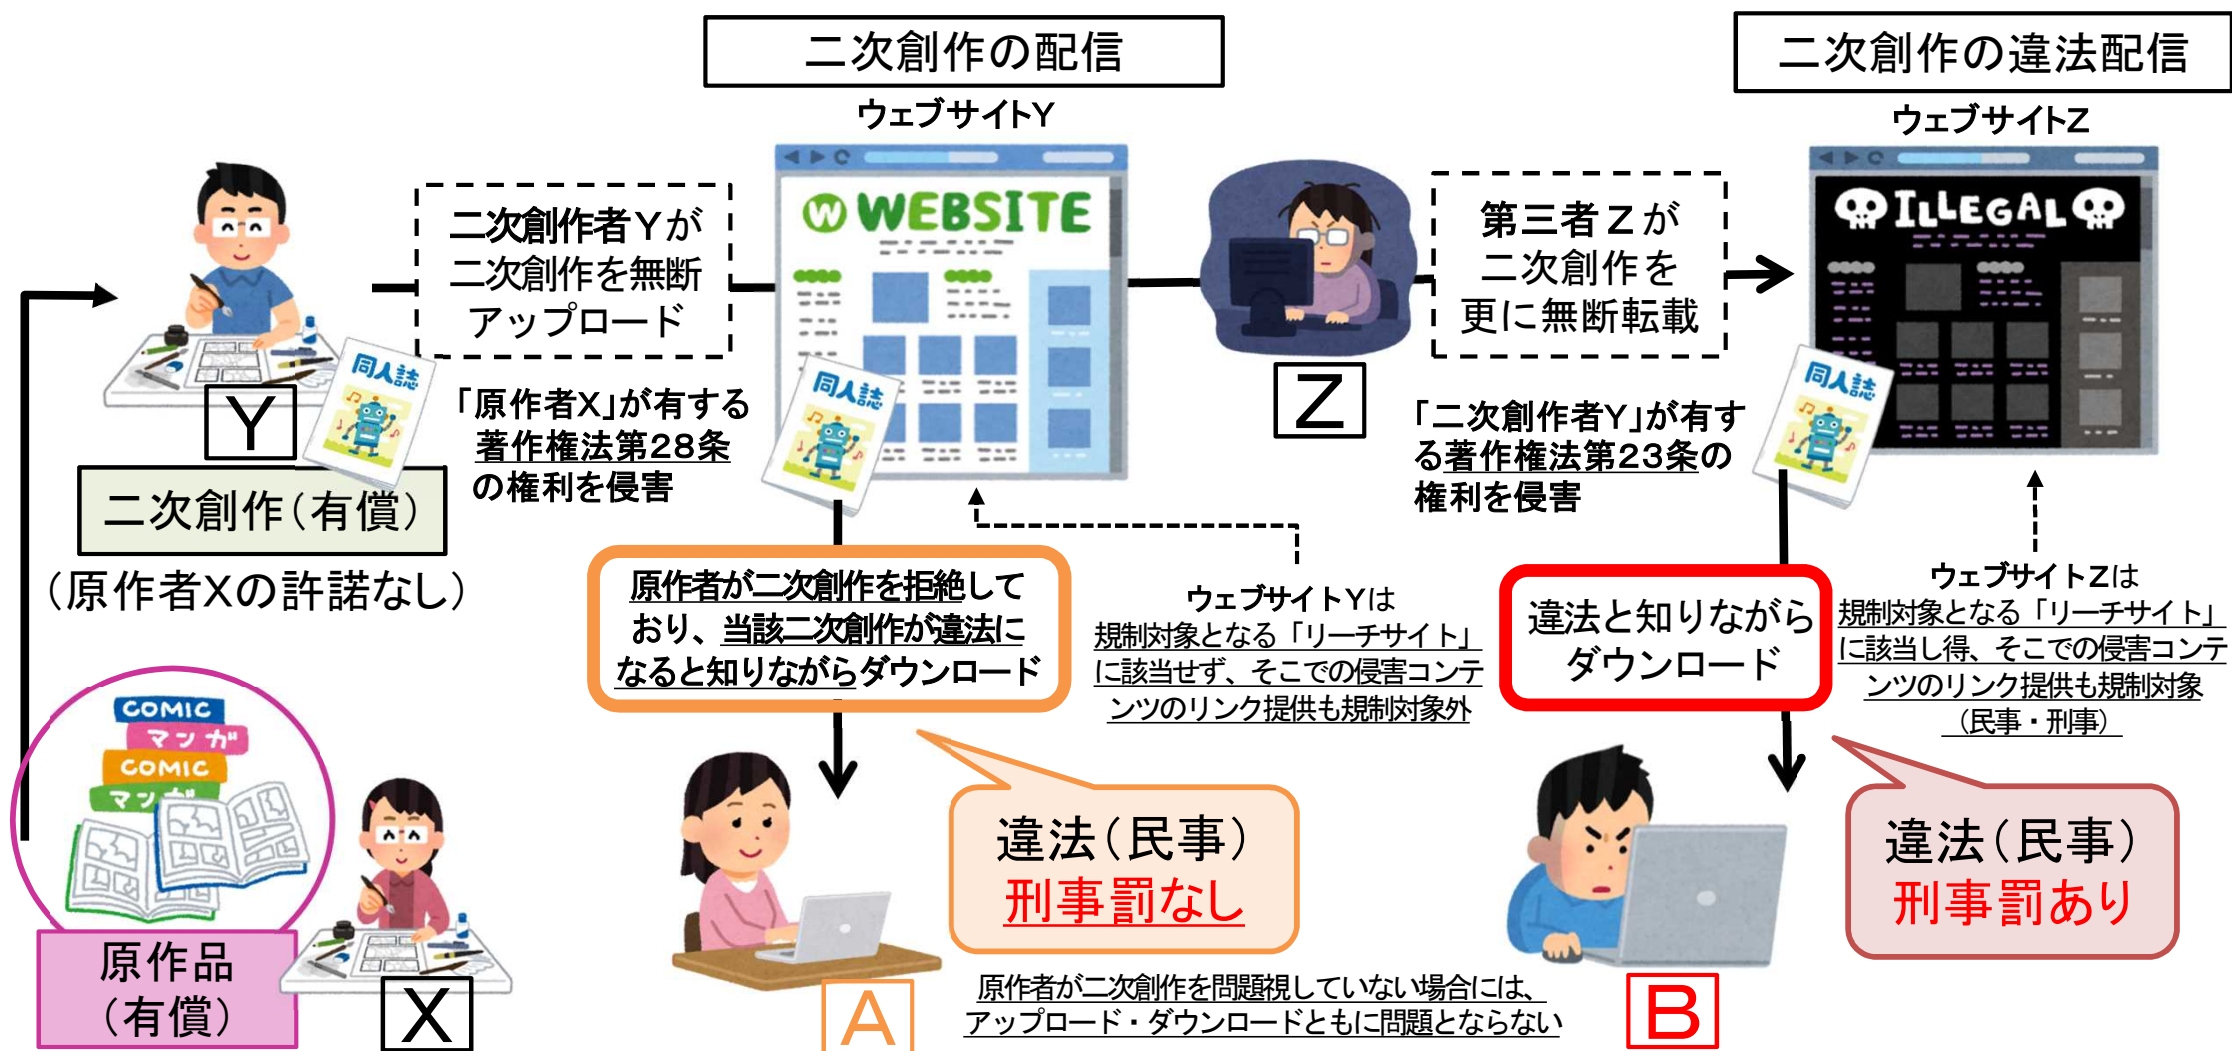 二次創作の配信
ウェブサイトY
WEBSITE
二次創作の違法配信
ウェブサイトZ
ILLEGAL
二次創作者Yが
二次創作を無断
アップロード
同人誌
Y
「原作者X」が有する
著作権法第28条
の権利を侵害
二次創作(有償)
(原作者Xの許諾なし)
COMIC
マンガ
COMIC
マンガ
原作品
(有償)
X
同人誌
Z
第三者Zが
二次創作を
更に無断転載
「二次創作者Y」が有す
る著作権法第23条の
権利を侵害
同人誌
原作者が二次創作を拒絶して
おり、当該二次創作が違法に
なると知りながらダウンロード
ウェブサイトYは
規制対象となる「リーチサイト」
に該当せず、そこでの侵害コンテ
ンツのリンク提供も規制対象外
違法と知りながら
ダウンロード
ウェブサイトZは
規制対象となる「リーチサイト」
に該当し得、そこでの侵害コンテ
ンツのリンク提供も規制対象
(民事・刑事)
違法(民事)
刑事罰なし
A
原作者が二次創作を問題視していない場合には、
アップロード・ダウンロードともに問題とならない
違法(民事)
刑事罰あり
B